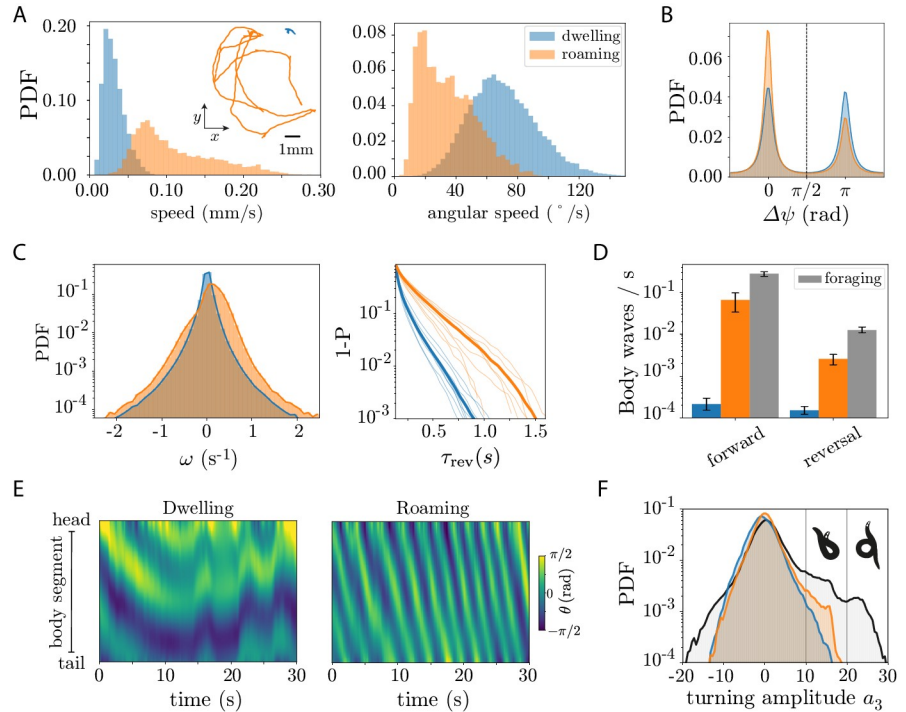 A
0.20
0.10
0.00
PDF
0.00
0.10
0.20
0.30
speed (mm/s)
y
x
1mm
0.08
0.06
0.04
0.02
0.00
0
40
80
120
angular speed (˚/s)
dwelling
roaming
B
0.06
0.04
0.02
PDF
0
π/2
π
Δψ (rad)
C
10⁻¹
10⁻²
10⁻³
10⁻⁴
PDF
-2
-1
0
1
2
ω (s⁻¹)
10⁻¹
10⁻²
10⁻³
1-P
0.5
1.0
1.5
τrev(s)
D
10⁻¹
10⁻²
10⁻³
10⁻⁴
Body waves / s
foraging
forward
reversal
E
Dwelling
Roaming
head
body segment
tail
0
10
20
30
time (s)
0
10
20
30
time (s)
π/2
0
−π/2
θ (rad)
F
10⁻¹
10⁻²
10⁻³
10⁻⁴
PDF
-20
-10
0
10
20
30
turning amplitude a₃